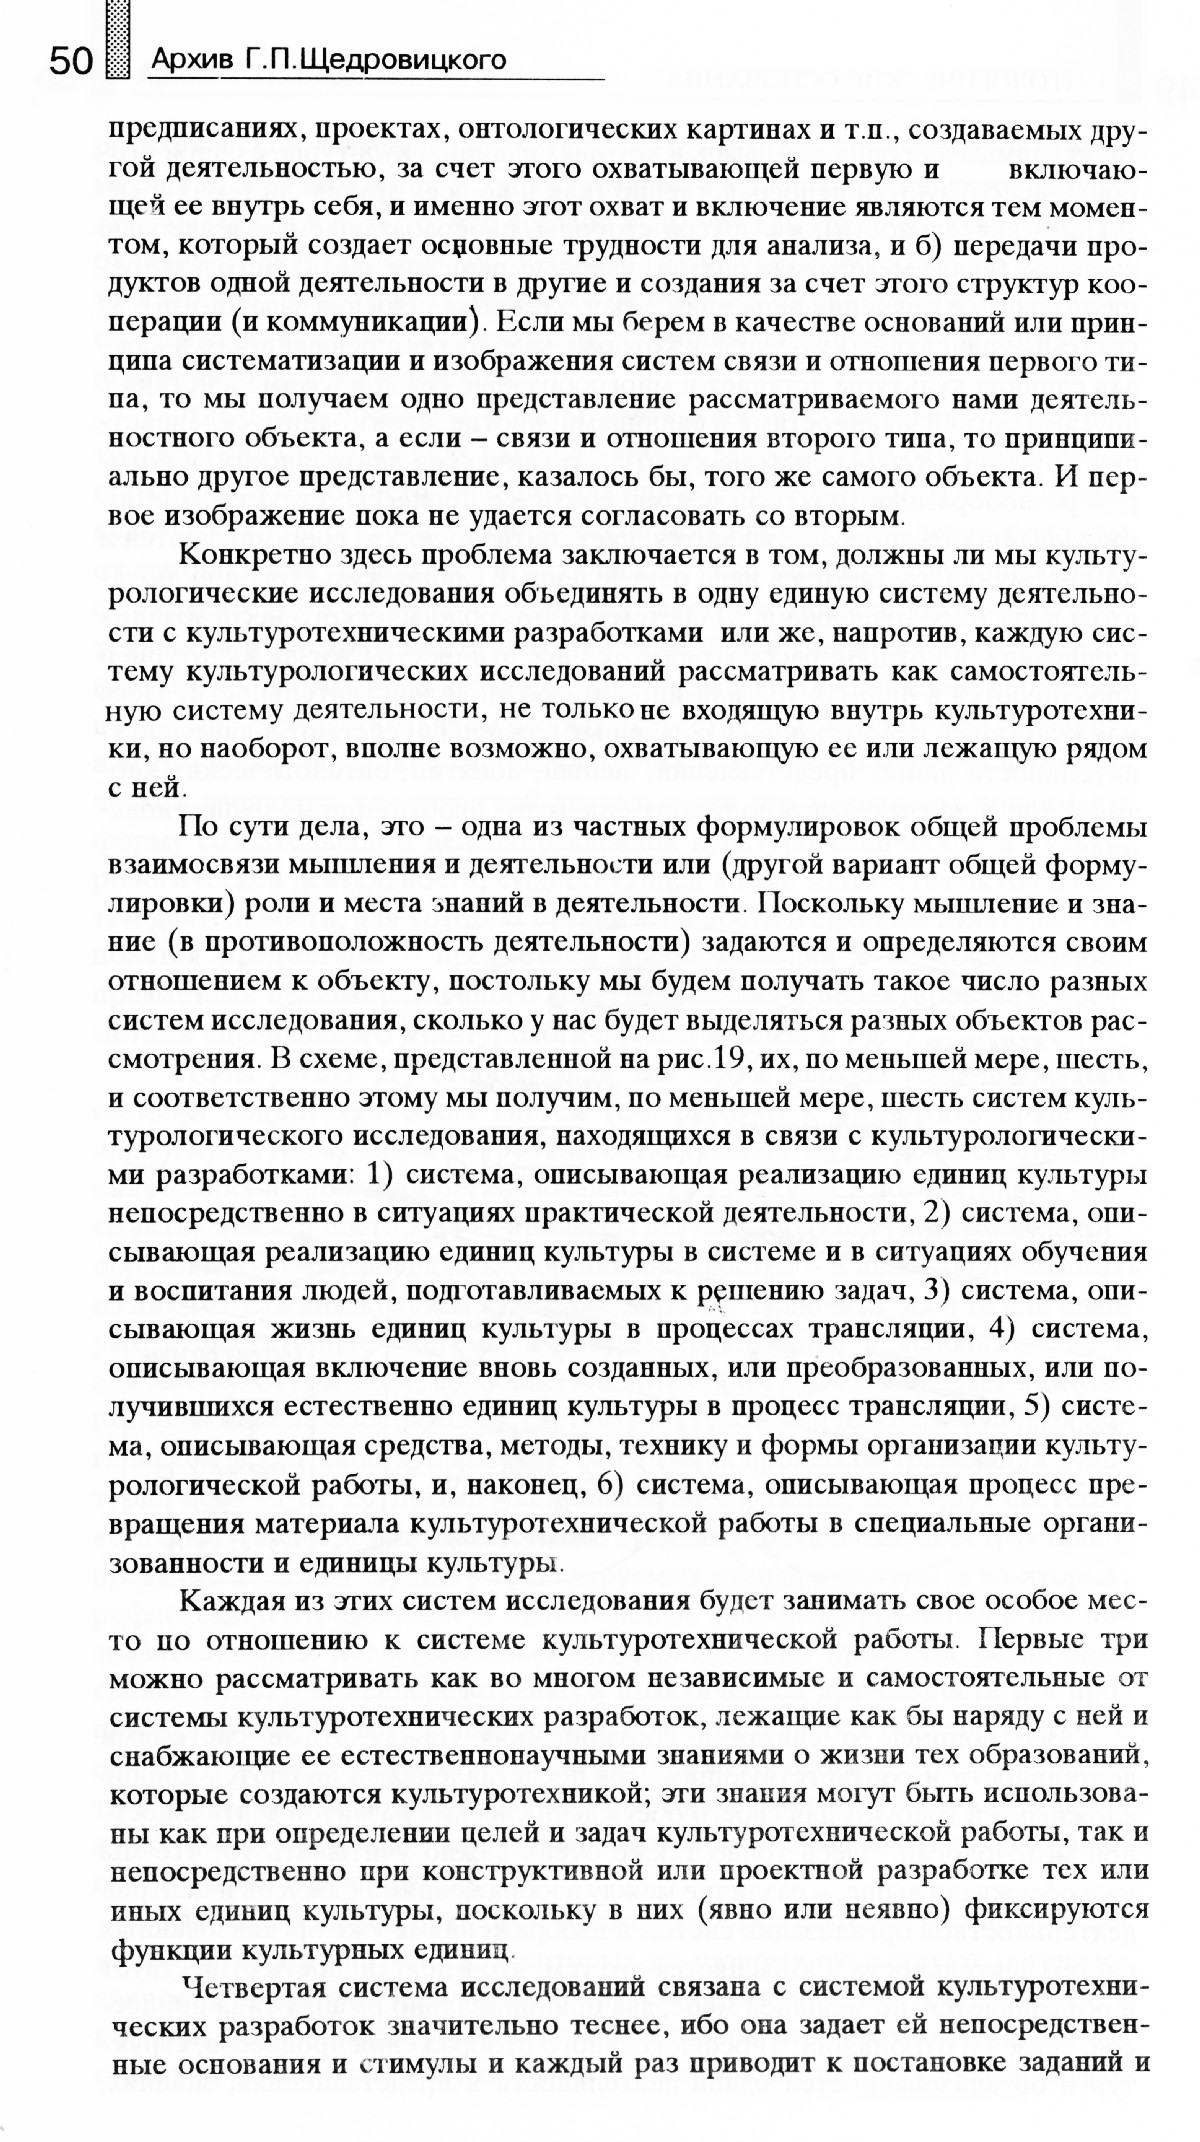 50 Архив Г.П.Щедровицкого
предписаниях, проектах, онтологических картинах и т.п., создаваемых дру-
гой деятельностью, за счет этого охватывающей первую и включаю-
щей ее внутрь себя, и именно этот охват и включение являются тем момен-
том, который создает основные трудности для анализа, и б) передачи про-
дуктов одной деятельности в другие и создания за счет этого структур коо-
перации (и коммуникации). Если мы берем в качестве оснований или прин-
ципа систематизации и изображения систем связи и отношения первого ти-
па, то мы получаем одно представление рассматриваемого нами деятель-
ностного объекта, а если – связи и отношения второго типа, то принципи-
ально другое представление, казалось бы, того же самого объекта. И пер-
вое изображение пока не удается согласовать со вторым.
Конкретно здесь проблема заключается в том, должны ли мы культу-
рологические исследования объединять в одну единую систему деятельно-
сти с культуротехническими разработками или же, напротив, каждую сис-
тему культурологических исследований рассматривать как самостоятель-
ную систему деятельности, не только не входящую внутрь культуротехни-
ки, но наоборот, вполне возможно, охватывающую ее или лежащую рядом
с ней.
По сути дела, это – одна из частных формулировок общей проблемы
взаимосвязи мышления и деятельности или (другой вариант общей форму-
лировки) роли и места знаний в деятельности. Поскольку мышление и зна-
ние (в противоположность деятельности) задаются и определяются своим
отношением к объекту, постольку мы будем получать такое число разных
систем исследования, сколько у нас будет выделяться разных объектов рас-
смотрения. В схеме, представленной на рис.19, их, по меньшей мере, шесть,
и соответственно этому мы получим, по меньшей мере, шесть систем куль-
турологического исследования, находящихся в связи с культурологически-
ми разработками: 1) система, описывающая реализацию единиц культуры
непосредственно в ситуациях практической деятельности, 2) система, опи-
сывающая реализацию единиц культуры в системе и в ситуациях обучения
и воспитания людей, подготавливаемых к решению задач, 3) система, опи-
сывающая жизнь единиц культуры в процессах трансляции, 4) система,
описывающая включение вновь созданных, или преобразованных, или по-
лучившихся естественно единиц культуры в процесс трансляции, 5) систе-
ма, описывающая средства, методы, технику и формы организации культу-
рологической работы, и, наконец, 6) система, описывающая процесс пре-
вращения материала культуротехнической работы в специальные органи-
зованности и единицы культуры.
Каждая из этих систем исследования будет занимать свое особое мес-
то по отношению к системе культуротехнической работы. Первые три
можно рассматривать как во многом независимые и самостоятельные от
системы культуротехнических разработок, лежащие как бы наряду с ней и
снабжающие ее естественнонаучными знаниями о жизни тех образований,
которые создаются культуротехникой; эти знания могут быть использова-
ны как при определении целей и задач культуротехнической работы, так и
непосредственно при конструктивной или проектной разработке тех или
иных единиц культуры, поскольку в них (явно или неявно) фиксируются
функции культурных единиц.
Четвертая система исследований связана с системой культуротехни-
ческих разработок значительно теснее, ибо она задает ей непосредствен-
ные основания и стимулы и каждый раз приводит к постановке заданий и